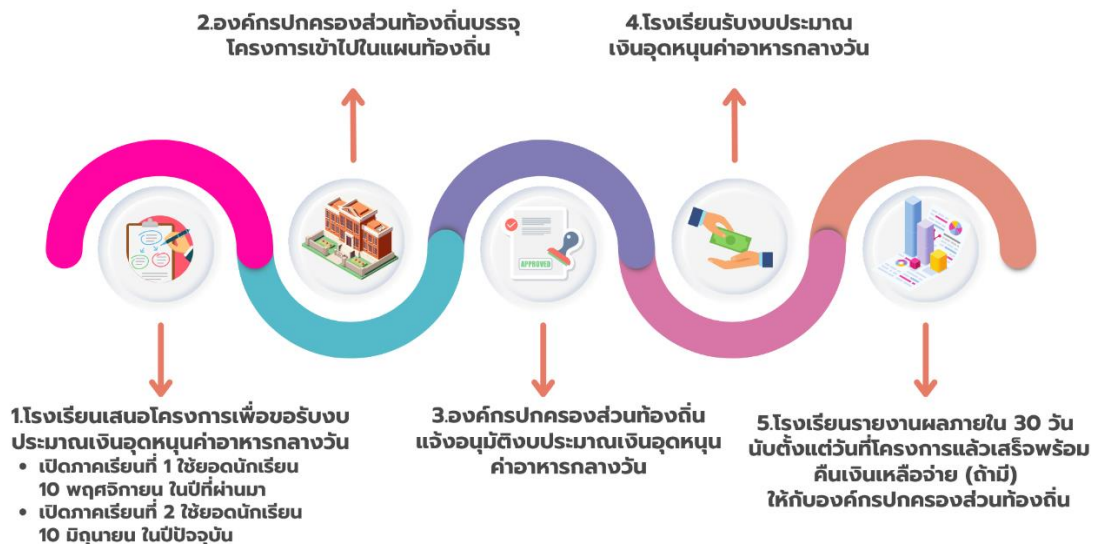 1.โรงเรียนเสนอโครงการเพื่อขอรับงบ
ประมาณเงินอุดหนุนค่าอาหารกลางวัน
• เปิดภาคเรียนที่ 1 ใช้ยอดนักเรียน
10 พฤศจิกายน ในปีที่ผ่านมา
• เปิดภาคเรียนที่ 2 ใช้ยอดนักเรียน
10 มิถุนายน ในปีปัจจุบัน
2.องค์กรปกครองส่วนท้องถิ่นบรรจุ
โครงการเข้าไปในแผนท้องถิ่น
3.องค์กรปกครองส่วนท้องถิ่น
แจ้งอนุมัติงบประมาณเงินอุดหนุน
ค่าอาหารกลางวัน
APPROVED
4.โรงเรียนรับงบประมาณ
เงินอุดหนุนค่าอาหารกลางวัน
5.โรงเรียนรายงานผลภายใน 30 วัน
นับตั้งแต่วันที่โครงการแล้วเสร็จพร้อม
คืนเงินเหลือจ่าย (ถ้ามี)
ให้กับองค์กรปกครองส่วนท้องถิ่น